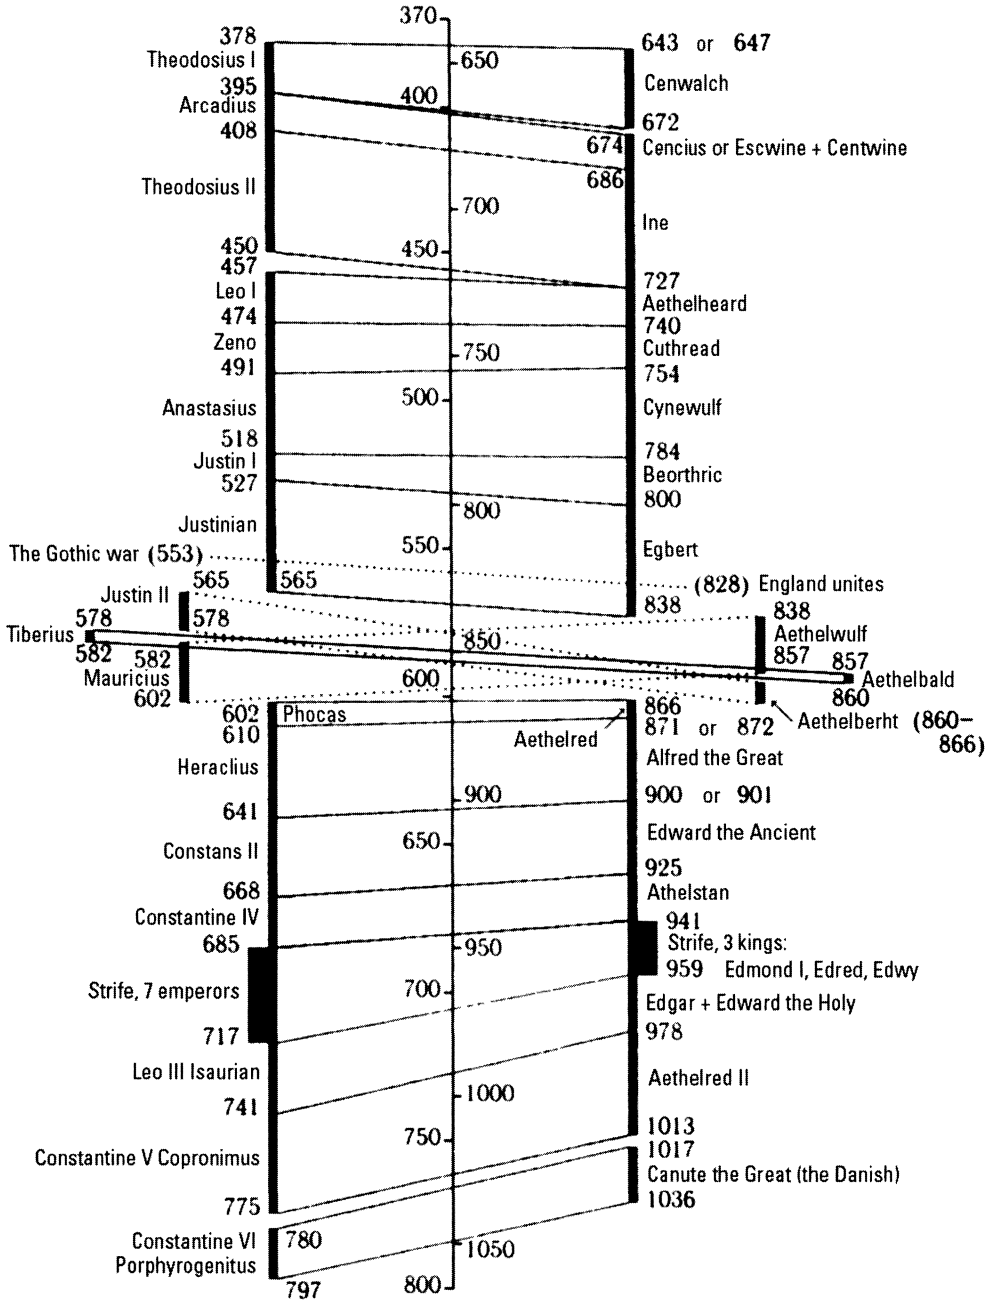 370
378
643 or 647
Theodosius I
650
Cenwalch
395
400
Arcadius
672
408
674
Cencius or Escwine + Centwine
686
Theodosius II
700
Ine
450
450
457
727
Leo I
Aethelheard
474
740
Zeno
750
Cuthread
491
754
Anastasius
500
Cynewulf
518
784
Justin I
Beorthric
527
800
800
Justinian
550
Egbert
The Gothic war (553)
565
565
(828) England unites
Justin II
838
838
578
578
Tiberius
850
Aethelwulf
582
582
857
857
Mauricius
600
Aethelbald
602
860
602
Phocas
866
Aethelberht (860–
866)
610
Aethelred
871 or 872
Heraclius
Alfred the Great
900
900 or 901
641
650
Edward the Ancient
Constans II
925
668
Athelstan
Constantine IV
941
685
950
Strife, 3 kings:
959 Edmond I, Edred, Edwy
Strife, 7 emperors
700
Edgar + Edward the Holy
717
978
Leo III Isaurian
Aethelred II
741
1000
750
1013
1017
Constantine V Copronimus
Canute the Great (the Danish)
775
1036
Constantine VI
Porphyrogenitus
780
1050
797
800